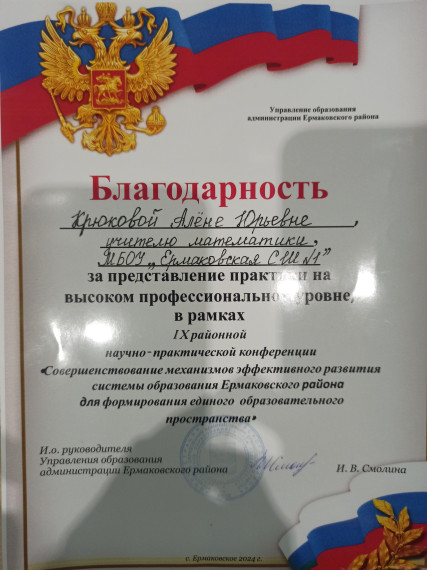 Управление образования
администрации Ермаковского района
Благодарность
Крюковой Алёне Юрьевне,
учителю математики,
МБОУ „Ермаковская СШ №1”
за представление практики на
высоком профессиональном уровне,
в рамках
IX районной
научно-практической конференции
«Совершенствование механизмов эффективного развития
системы образования Ермаковского района
для формирования единого образовательного
пространства»
И.о. руководителя
Управления образования
администрации Ермаковского района
И. В. Смолина
с. Ермаковское 2024 г.